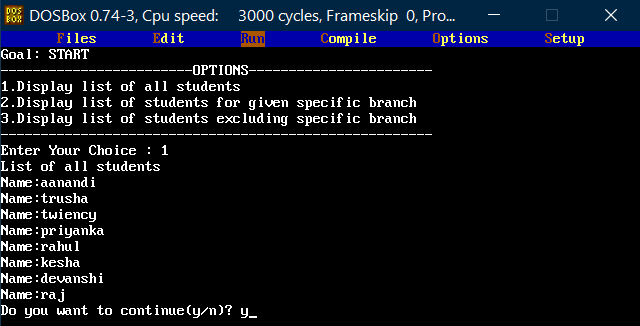 DOS
BOX
DOSBox 0.74-3, Cpu speed: 3000 cycles, Frameskip 0, Pro...
Files Edit Run Compile Options Setup
Goal: START
------------------------OPTIONS-----------------------
1.Display list of all students
2.Display list of students for given specific branch
3.Display list of students excluding specific branch
------------------------------------------------------
Enter Your Choice : 1
List of all students
Name:aanandi
Name:trusha
Name:twiency
Name:priyanka
Name:rahul
Name:kesha
Name:devanshi
Name:raj
Do you want to continue(y/n)? y_